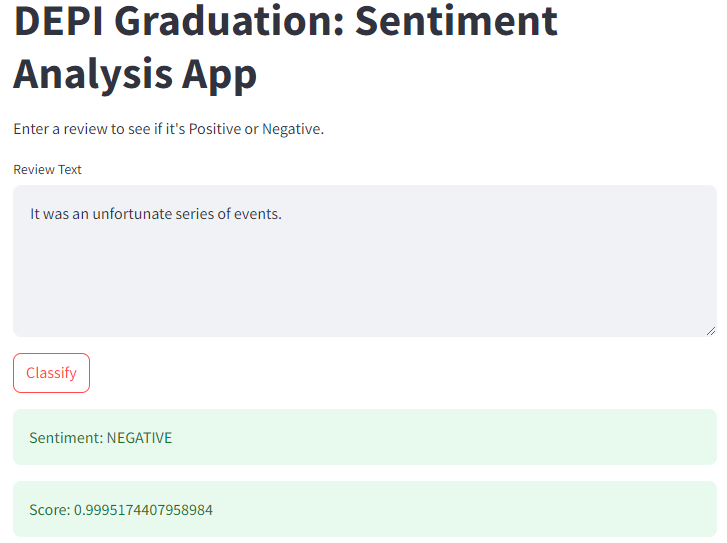 DEPI Graduation: Sentiment
Analysis App
Enter a review to see if it's Positive or Negative.
Review Text
It was an unfortunate series of events.
Classify
Sentiment: NEGATIVE
Score: 0.9995174407958984